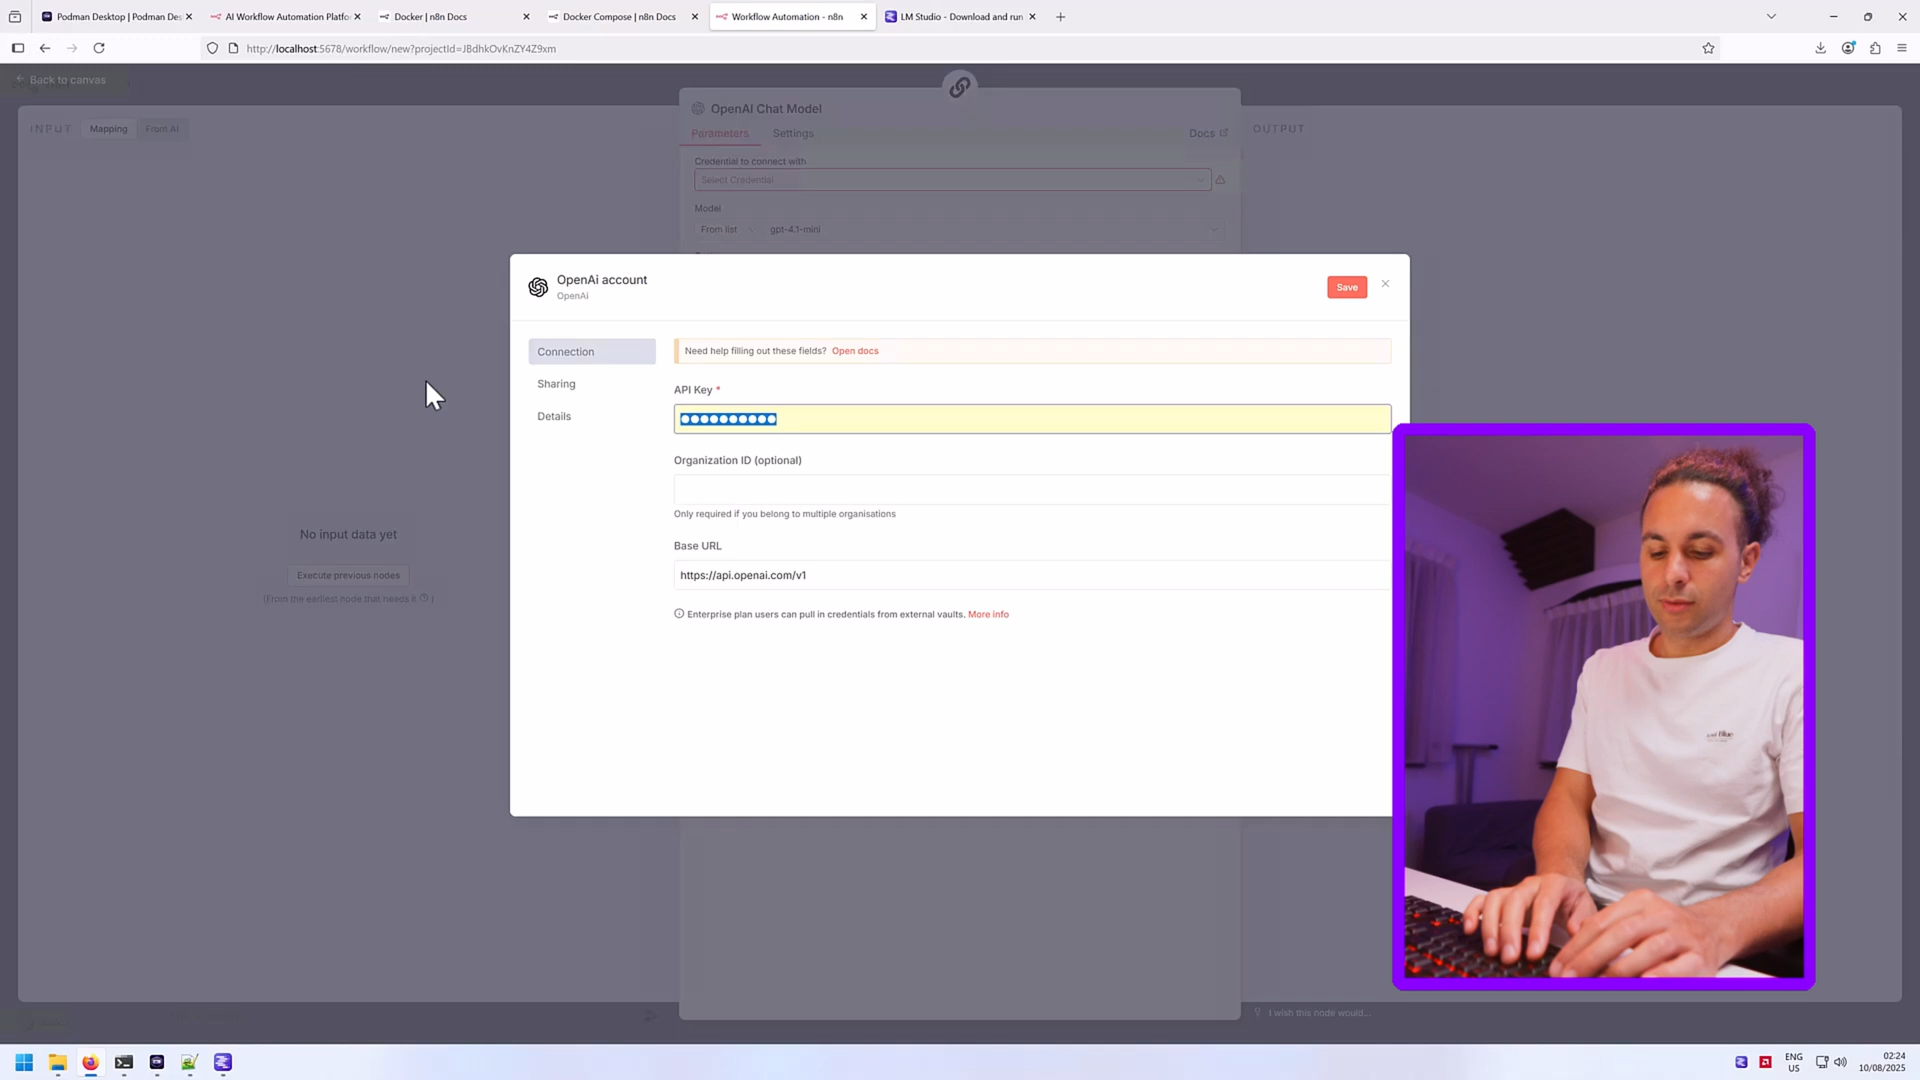 Podman Desktop | Podman Des
AI Workflow Automation Platfo
Docker | n8n Docs
Docker Compose | n8n Docs
Workflow Automation - n8n
LM Studio - Download and run
http://localhost:5678/workflow/new?projectId=JBdhkOvKnZY4Z9xm
Back to canvas
INPUT
Mapping
From AI
OpenAI Chat Model
Parameters
Settings
Docs
OUTPUT
Credential to connect with
Select Credential
Model
From list
gpt-4.1-mini
OpenAi account
OpenAi
Save
Connection
Sharing
Details
Need help filling out these fields? Open docs
API Key *
Organization ID (optional)
Only required if you belong to multiple organisations
Base URL
https://api.openai.com/v1
Enterprise plan users can pull in credentials from external vaults. More info
No input data yet
Execute previous nodes
(From the earliest node that needs it )
I wish this node would...
ENG
US
02:24
10/08/2025